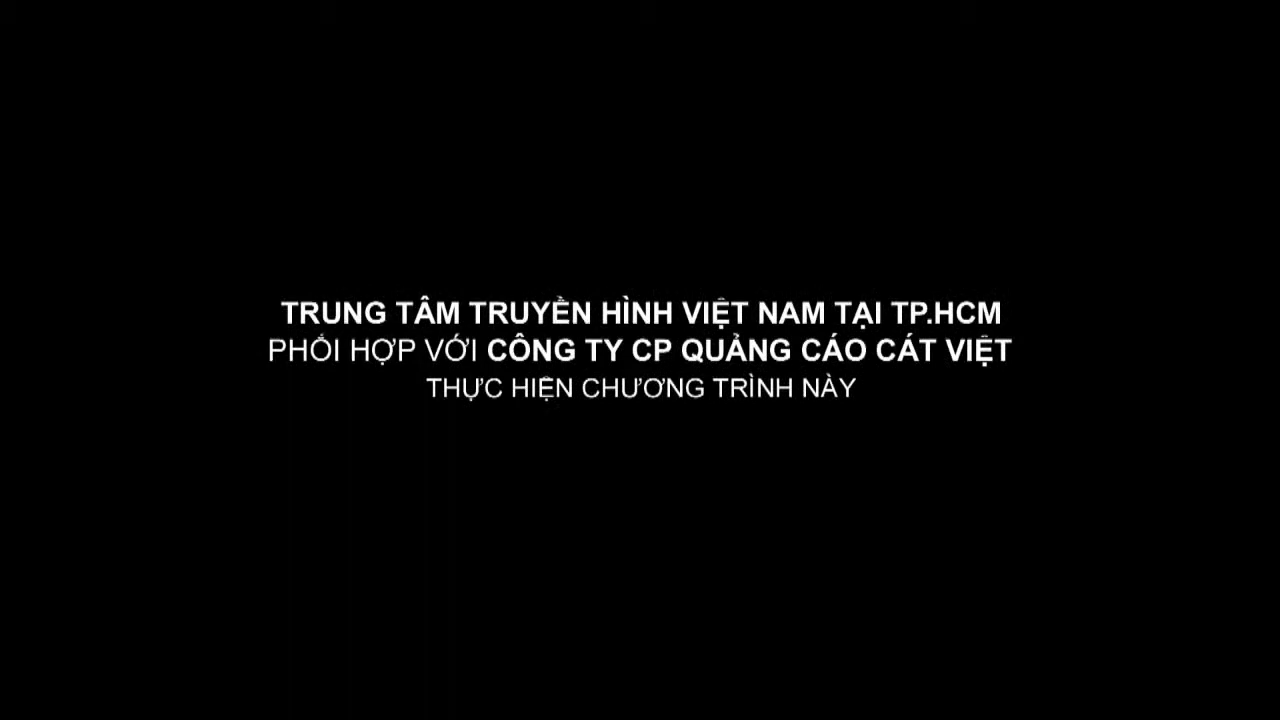 TRUNG TÂM TRUYỀN HÌNH VIỆT NAM TẠI TP.HCM
PHỐI HỢP VỚI CÔNG TY CP QUẢNG CÁO CÁT VIỆT
THỰC HIỆN CHƯƠNG TRÌNH NÀY